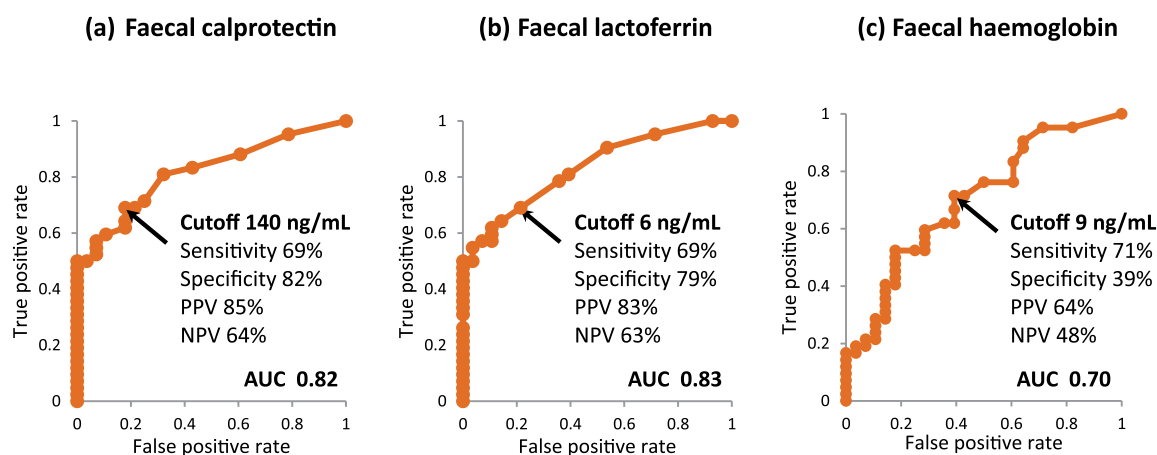 (a) Faecal calprotectin
1
0.8
0.6
0.4
0.2
0
True positive rate
0 0.2 0.4 0.6 0.8 1
False positive rate
Cutoff 140 ng/mL
Sensitivity 69%
Specificity 82%
PPV 85%
NPV 64%
AUC 0.82
(b) Faecal lactoferrin
1
0.8
0.6
0.4
0.2
0
True positive rate
0 0.2 0.4 0.6 0.8 1
False positive rate
Cutoff 6 ng/mL
Sensitivity 69%
Specificity 79%
PPV 83%
NPV 63%
AUC 0.83
(c) Faecal haemoglobin
1
0.8
0.6
0.4
0.2
0
True positive rate
0 0.2 0.4 0.6 0.8 1
False positive rate
Cutoff 9 ng/mL
Sensitivity 71%
Specificity 39%
PPV 64%
NPV 48%
AUC 0.70